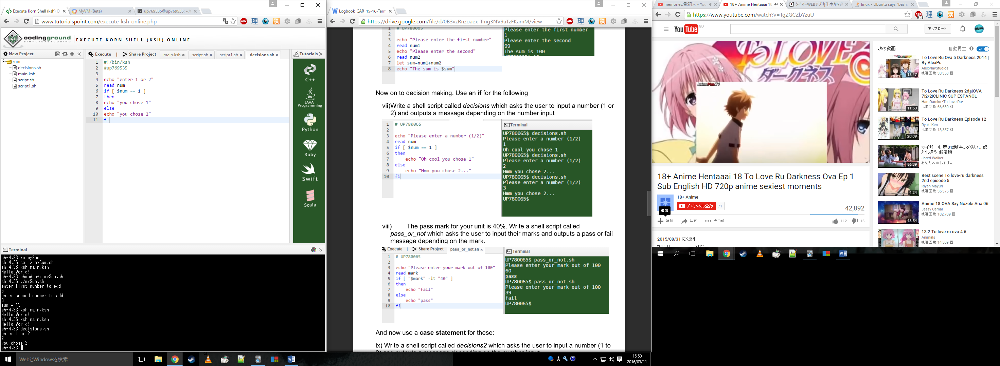 Execute Korn Shell (ksh) O
MyVM (Beta)
up769535@up769535: ~/
www.tutorialspoint.com/execute_ksh_online.php
codingground
SIMPLYEASYCODING
EXECUTE KORN SHELL (KSH) ONLINE
New Project
Execute | Share Project
main.ksh
script.sh
script1.sh
decisions.sh
Tutorials
root
decisions.sh
main.ksh
script.sh
script1.sh
1 #!/bin/ksh
2 #up769535
3
4 echo "enter 1 or 2"
5 read num
6 if [ $num == 1 ]
7 then
8 echo "you chose 1"
9 else
10 echo "you chose 2"
11 fi
C++
JAVA
Programming
Python
Ruby
Swift
Scala
Terminal
sh-4.3$ rm mySum
sh-4.3$ cat > mySum.sh
sh-4.3$ ksh main.ksh
Hello World!
sh-4.3$ chmod u+x mySum.sh
sh-4.3$ ./mySum.sh
enter first number to add
5
enter second number to add
8
sum = 13
sh-4.3$ ksh main.ksh
Hello World!
sh-4.3$ ksh main.ksh
Hello World!
sh-4.3$ decisions.sh
enter 1 or 2
2
you chose 2
sh-4.3$
WebとWindowsを検索
Logbook_CAR_15-16-Term
https://drive.google.com/file/d/0B3vzRnzoaex-Tmg3NV9aTzFKamM/view
1 # UP780065
2
3 echo "Please enter the first number"
4 read num1
5 echo "Please enter the second"
6 read num2
7 let sum=num1+num2
8 echo "The sum is $sum"
Please enter the first number
1
Please enter the second
99
The sum is 100
Now on to decision making. Use an if for the following
vii)Write a shell script called decisions which asks the user to input a number (1 or
2) and outputs a message depending on the number input
1 # UP780065
2
3 echo "Please enter a number (1/2)"
4 read num
5 if [ $num == 1 ]
6 then
7 echo "Oh cool you chose 1"
8 else
9 echo "Hmm you chose 2..."
10 fi
Terminal
UP780065$ decisions.sh
Please enter a number (1/2)
1
Oh cool you chose 1
UP780065$ decisions.sh
Please enter a number (1/2)
2
Hmm you chose 2...
UP780065$ decisions.sh
Please enter a number (1/2)
3
Hmm you chose 2...
UP780065$
viii) The pass mark for your unit is 40%. Write a shell script called
pass_or_not which asks the user to input their marks and outputs a pass or fail
message depending on the mark.
Execute | Share Project pass_or_not.sh
1 # UP780065
2
3 echo "Please enter your mark out of 100"
4 read mark
5 if [ "$mark" -lt "40" ]
6 then
7 echo "fail"
8 else
9 echo "pass"
10 fi
Terminal
UP780065$ pass_or_not.sh
Please enter your mark out of 100
60
pass
UP780065$ pass_or_not.sh
Please enter your mark out of 100
39
fail
UP780065$
And now use a case statement for these:
ix) Write a shell script called decisions2 which asks the user to input a number (1 to
15:50
2016/03/11
memories/歌詞入 - You
18+ Anime Hentaaai 18
タイマーWEBアプリ|仕事から
linux - Ubuntu says "bash:
https://www.youtube.com/watch?v=TgZGCZbYzuU
YouTube GB
アップロード
To LOVE
ダークネス
AnimePlus.TV
18+ Anime Hentaaai 18 To Love Ru Darkness Ova Ep 1
Sub English HD 720p anime sexiest moments
18+ Anime
チャンネル登録 71
追加
42,892
追加 共有 その他
112 15
2015/08/31 に公開
カテゴリ ブログ
次の動画
自動再生
To Love Ru Ova 5 Darkness 2014 |
By AlexPs
AlexPlayStudios
視聴回数 33,358 回
18:47
To Love Ru Darkness 2da|OVA
7|2/2|CLINIC SUP ESPAÑOL
HaruDarcks •To Love Ru•
視聴回数 66,680 回
11:53
To Love Ru Darkness Episode 12
Ryuki Ken
視聴回数 13,387 回
20:09
マイガール 第01話「キミを失い...娘
と出逢う」超清版
Jared Walker
あなたへのおすすめ
56:39
Best scene To love-ru darkness
2nd episode 5
Riyan Mayuri
視聴回数 36,375 回
4:24
Anime 18 OVA Sxy Nozoki Ana 06
Jessy Cemal
視聴回数 182,709 回
48:54
13 2 To love ru ova 4 6
Animals
視聴回数 14,509 回